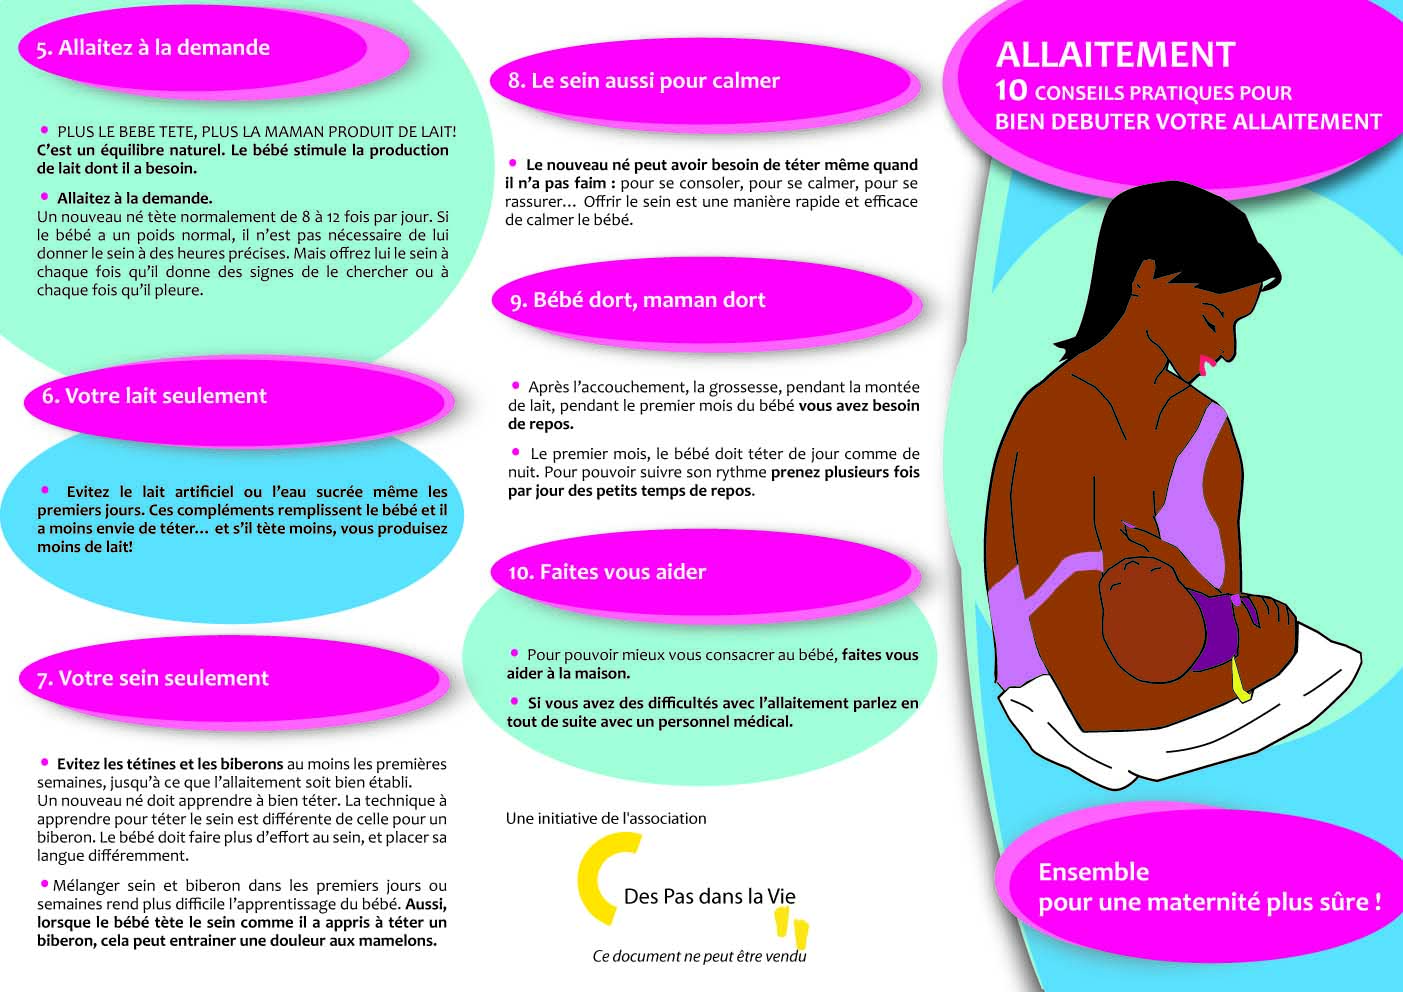 5. Allaitez à la demande
• PLUS LE BEBE TETE, PLUS LA MAMAN PRODUIT DE LAIT!
C'est un équilibre naturel. Le bébé stimule la production
de lait dont il a besoin.
• Allaitez à la demande.
Un nouveau né tète normalement de 8 à 12 fois par jour. Si
le bébé a un poids normal, il n'est pas nécessaire de lui
donner le sein à des heures précises. Mais offrez lui le sein à
chaque fois qu'il donne des signes de le chercher ou à
chaque fois qu'il pleure.
6. Votre lait seulement
• Evitez le lait artificiel ou l'eau sucrée même les
premiers jours. Ces compléments remplissent le bébé et il
a moins envie de téter... et s'il tète moins, vous produisez
moins de lait!
7. Votre sein seulement
• Evitez les tétines et les biberons au moins les premières
semaines, jusqu'à ce que l'allaitement soit bien établi.
Un nouveau né doit apprendre à bien téter. La technique à
apprendre pour téter le sein est différente de celle pour un
biberon. Le bébé doit faire plus d'effort au sein, et placer sa
langue différemment.
• Mélanger sein et biberon dans les premiers jours ou
semaines rend plus difficile l'apprentissage du bébé. Aussi,
lorsque le bébé tète le sein comme il a appris à téter un
biberon, cela peut entrainer une douleur aux mamelons.
8. Le sein aussi pour calmer
• Le nouveau né peut avoir besoin de téter même quand
il n'a pas faim : pour se consoler, pour se calmer, pour se
rassurer... Offrir le sein est une manière rapide et efficace
de calmer le bébé.
9. Bébé dort, maman dort
• Après l'accouchement, la grossesse, pendant la montée
de lait, pendant le premier mois du bébé vous avez besoin
de repos.
• Le premier mois, le bébé doit téter de jour comme de
nuit. Pour pouvoir suivre son rythme prenez plusieurs fois
par jour des petits temps de repos.
10. Faites vous aider
• Pour pouvoir mieux vous consacrer au bébé, faites vous
aider à la maison.
• Si vous avez des difficultés avec l'allaitement parlez en
tout de suite avec un personnel médical.
Une initiative de l'association
Des Pas dans la Vie
Ce document ne peut être vendu
ALLAITEMENT
10 CONSEILS PRATIQUES POUR
BIEN DEBUTER VOTRE ALLAITEMENT
Ensemble
pour une maternité plus sûre !